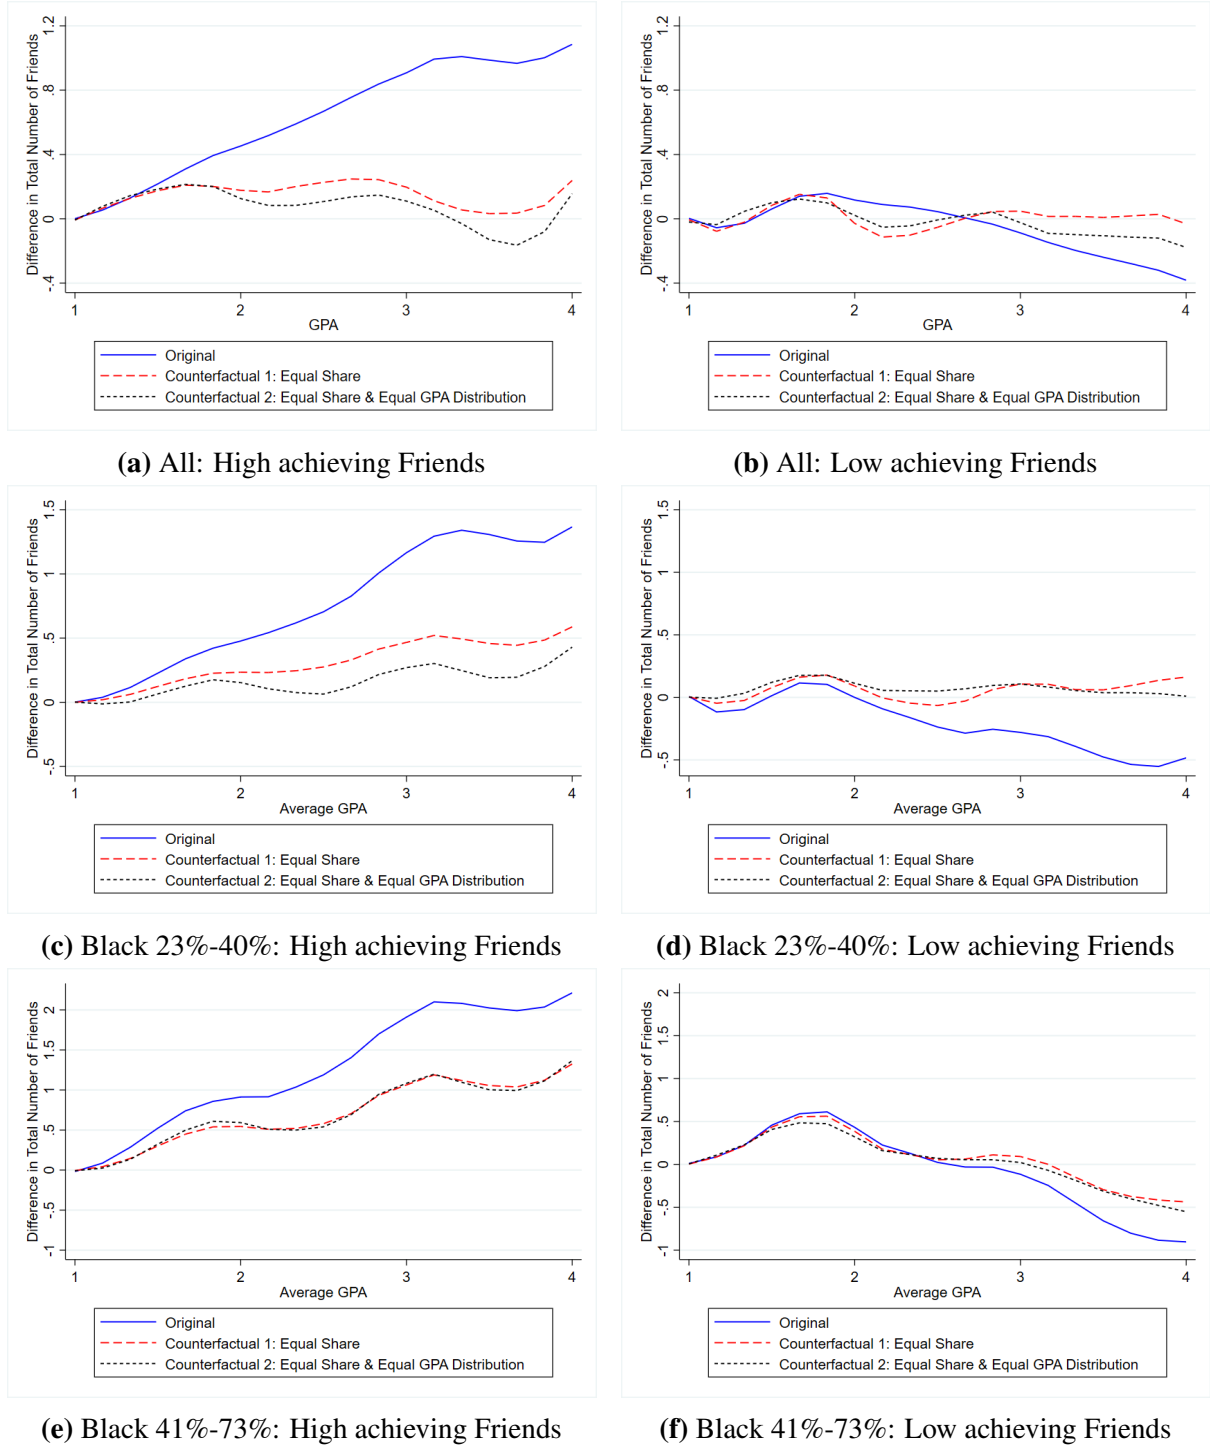 Difference in Total Number of Friends
1.2
.8
.4
0
-.4
1 2 3 4
GPA
Original
Counterfactual 1: Equal Share
Counterfactual 2: Equal Share & Equal GPA Distribution
(a) All: High achieving Friends
Difference in Total Number of Friends
1.2
.8
.4
0
-.4
1 2 3 4
GPA
Original
Counterfactual 1: Equal Share
Counterfactual 2: Equal Share & Equal GPA Distribution
(b) All: Low achieving Friends
Difference in Total Number of Friends
1.5
1
.5
0
-.5
1 2 3 4
Average GPA
Original
Counterfactual 1: Equal Share
Counterfactual 2: Equal Share & Equal GPA Distribution
(c) Black 23%-40%: High achieving Friends
Difference in Total Number of Friends
1.5
1
.5
0
-.5
1 2 3 4
Average GPA
Original
Counterfactual 1: Equal Share
Counterfactual 2: Equal Share & Equal GPA Distribution
(d) Black 23%-40%: Low achieving Friends
Difference in Total Number of Friends
2
1.5
1
.5
0
-.5
-1
1 2 3 4
Average GPA
Original
Counterfactual 1: Equal Share
Counterfactual 2: Equal Share & Equal GPA Distribution
(e) Black 41%-73%: High achieving Friends
Difference in Total Number of Friends
2
1.5
1
.5
0
-.5
-1
1 2 3 4
Average GPA
Original
Counterfactual 1: Equal Share
Counterfactual 2: Equal Share & Equal GPA Distribution
(f) Black 41%-73%: Low achieving Friends